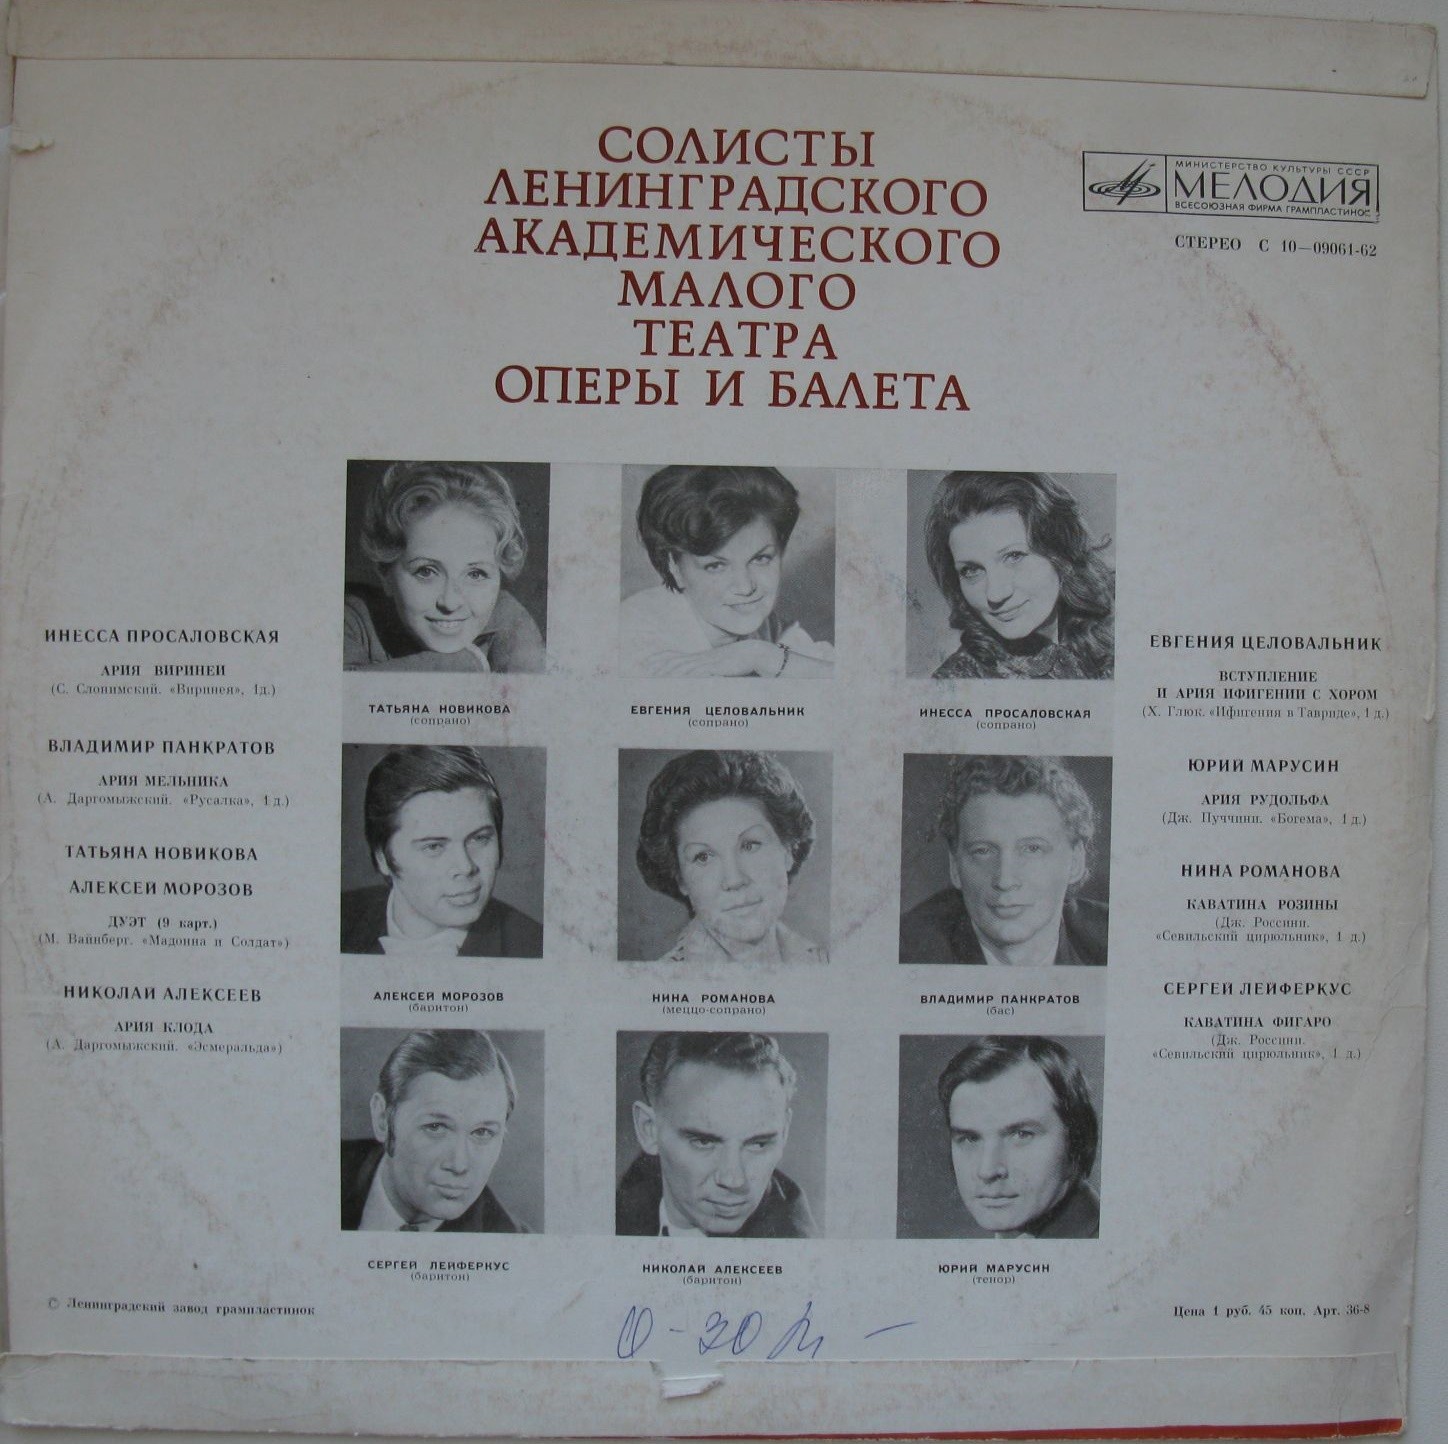 СОЛИСТЫ
ЛЕНИНГРАДСКОГО
АКАДЕМИЧЕСКОГО
МАЛОГО
ТЕАТРА
ОПЕРЫ И БАЛЕТА
МИНИСТЕРСТВО КУЛЬТУРЫ СССР
МЕЛОДИЯ
ВСЕСОЮЗНАЯ ФИРМА ГРАМПЛАСТИНОК
СТЕРЕО С 10—09061-62
ИНЕССА ПРОСАЛОВСКАЯ
АРИЯ ВИРИНЕИ
(С. Слонимский. «Виринея», 1д.)
ВЛАДИМИР ПАНКРАТОВ
АРИЯ МЕЛЬНИКА
(А. Даргомыжский. «Русалка», 1 д.)
ТАТЬЯНА НОВИКОВА
АЛЕКСЕЙ МОРОЗОВ
ДУЭТ (9 карт.)
(М. Вайнберг. «Мадонна и Солдат»)
НИКОЛАЙ АЛЕКСЕЕВ
АРИЯ КЛОДА
(А. Даргомыжский. «Эсмеральда»)
ТАТЬЯНА НОВИКОВА
(сопрано)
ЕВГЕНИЯ ЦЕЛОВАЛЬНИК
(сопрано)
ИНЕССА ПРОСАЛОВСКАЯ
(сопрано)
АЛЕКСЕЙ МОРОЗОВ
(баритон)
НИНА РОМАНОВА
(меццо-сопрано)
ВЛАДИМИР ПАНКРАТОВ
(бас)
СЕРГЕЙ ЛЕЙФЕРКУС
(баритон)
НИКОЛАЙ АЛЕКСЕЕВ
(баритон)
ЮРИЙ МАРУСИН
(тенор)
ЕВГЕНИЯ ЦЕЛОВАЛЬНИК
ВСТУПЛЕНИЕ
И АРИЯ ИФИГЕНИИ С ХОРОМ
(Х. Глюк. «Ифигения в Тавриде», 1 д.)
ЮРИЙ МАРУСИН
АРИЯ РУДОЛЬФА
(Дж. Пуччини. «Богема», 1 д.)
НИНА РОМАНОВА
КАВАТИНА РОЗИНЫ
(Дж. Россини.
«Севильский цирюльник», 1 д.)
СЕРГЕЙ ЛЕЙФЕРКУС
КАВАТИНА ФИГАРО
(Дж. Россини.
«Севильский цирюльник», 1 д.)
© Ленинградский завод грампластинок
Цена 1 руб. 45 коп. Арт. 36-8
0-30 к —